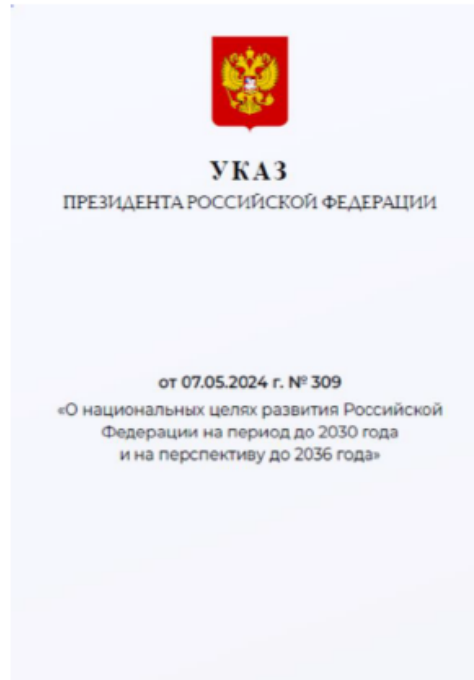 УКАЗ
ПРЕЗИДЕНТА РОССИЙСКОЙ ФЕДЕРАЦИИ
от 07.05.2024 г. № 309
«О национальных целях развития Российской
Федерации на период до 2030 года
и на перспективу до 2036 года»